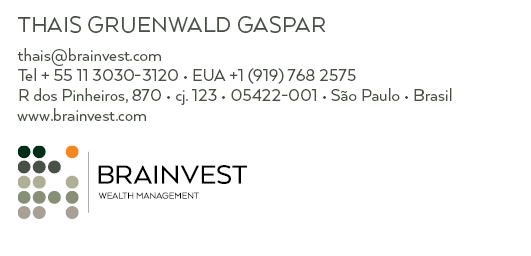 THAIS GRUENWALD GASPAR
thais@brainvest.com
Tel + 55 11 3030-3120 • EUA +1 (919) 768 2575
R dos Pinheiros, 870 • cj. 123 • 05422-001 • São Paulo • Brasil
www.brainvest.com
BRAINVEST
WEALTH MANAGEMENT